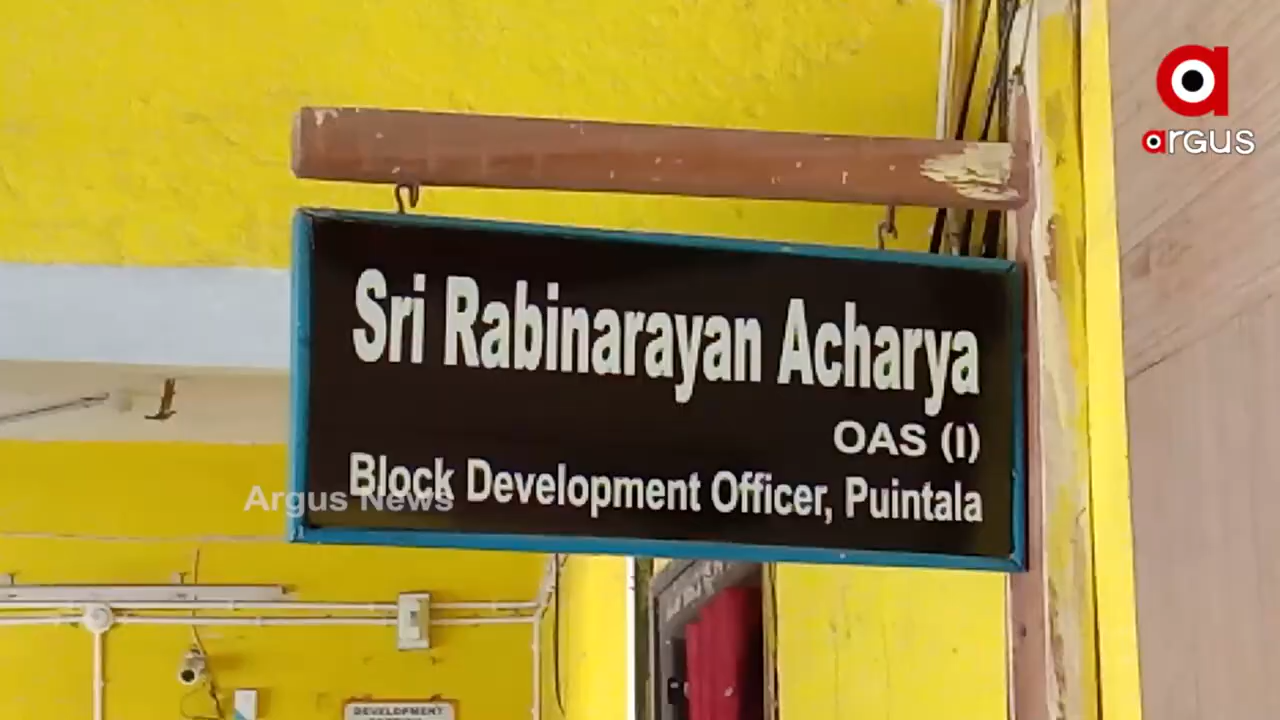 argus
Sri Rabinarayan Acharya
OAS (I)
Block Development Officer, Puintala
Argus News
DEVELOPMENT